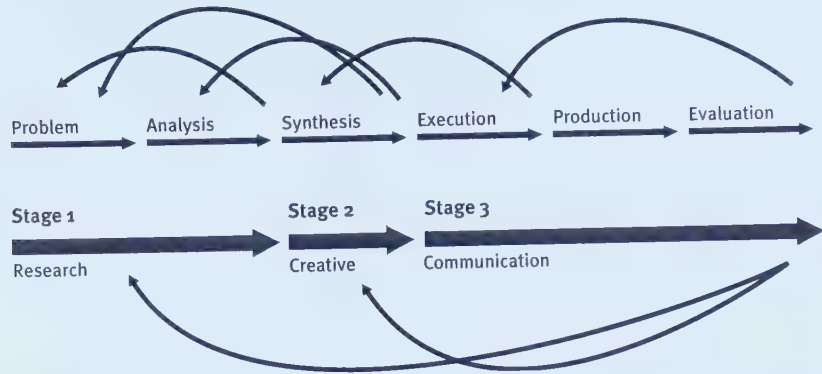 Problem Analysis Synthesis Execution Production Evaluation
Stage 1 Stage 2 Stage 3
Research Creative Communication